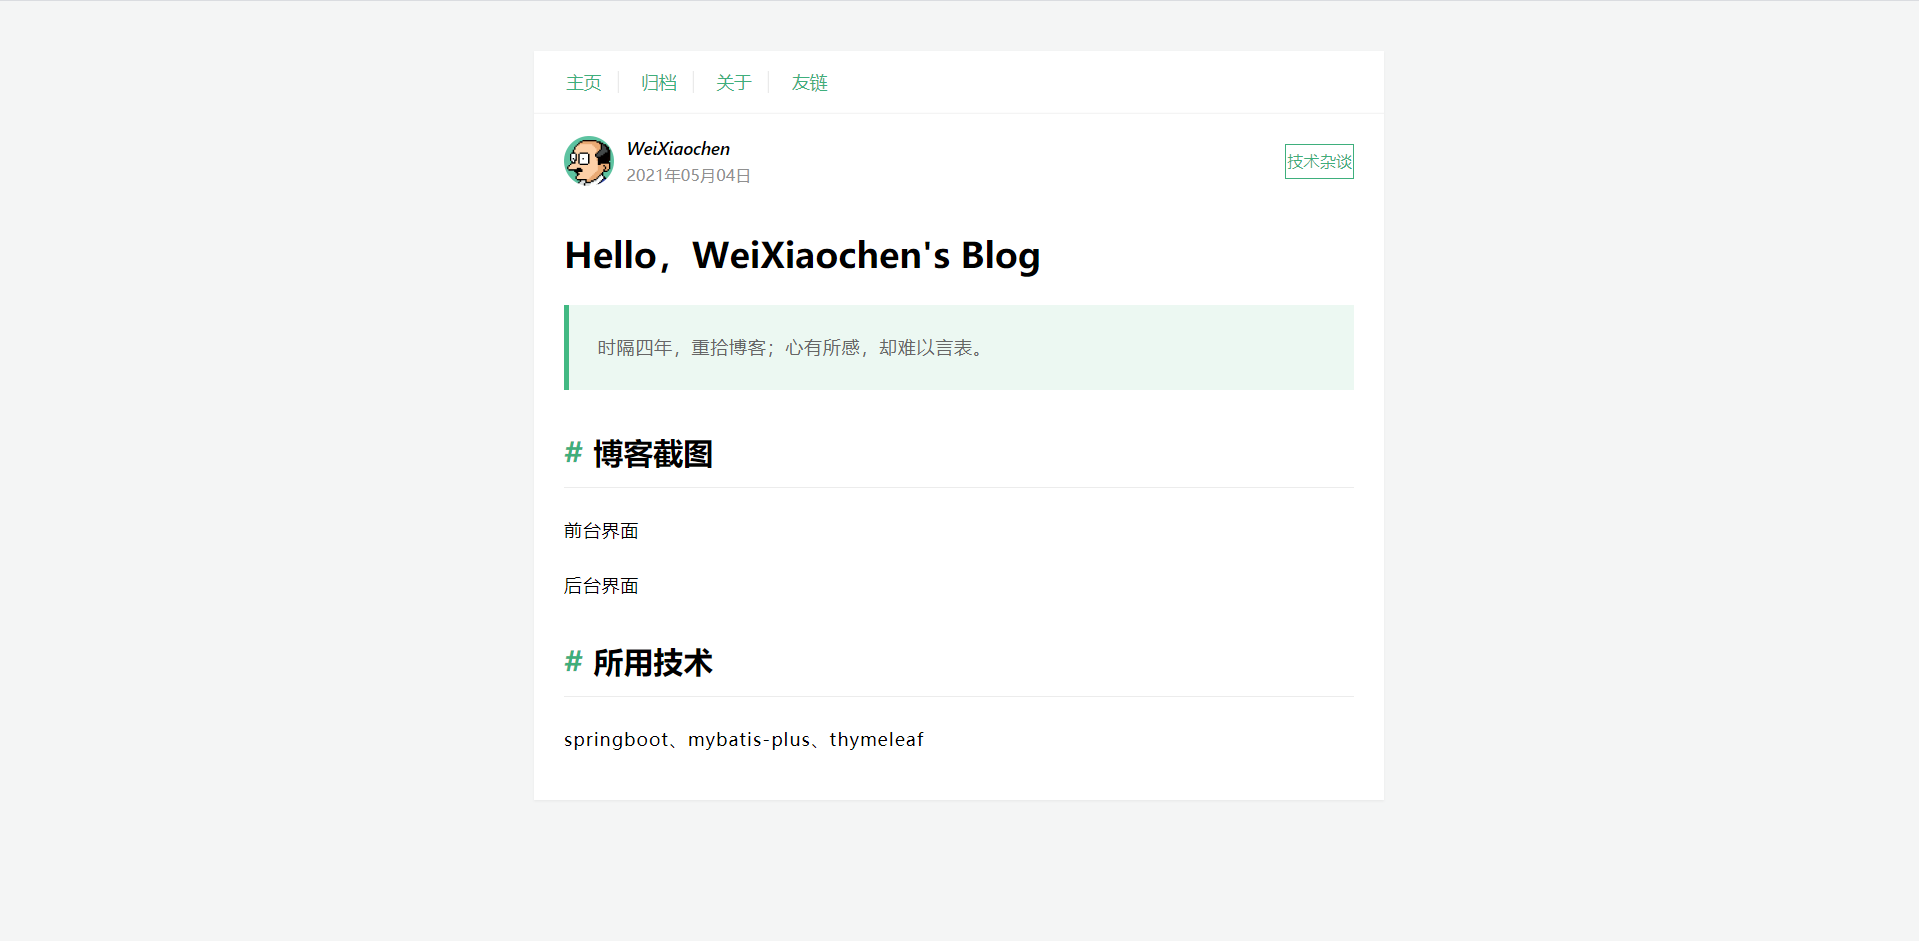 主页 归档 关于 友链
WeiXiaochen
2021年05月04日
技术杂谈
Hello，WeiXiaochen's Blog
时隔四年，重拾博客；心有所感，却难以言表。
# 博客截图
前台界面
后台界面
# 所用技术
springboot、mybatis-plus、thymeleaf